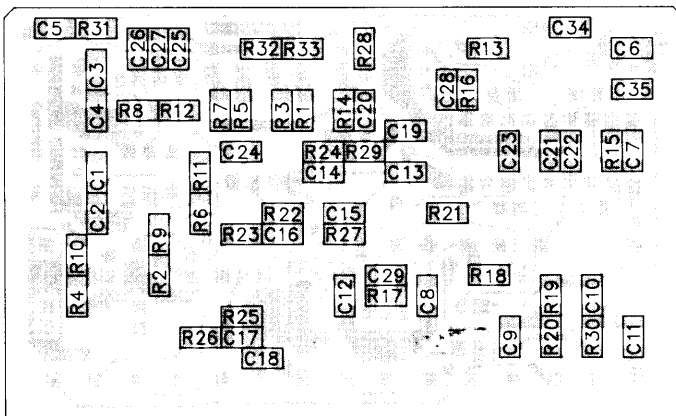 C5 R31
C26 C27 C25
R32 R33
R28
R13
C34
C6
C3
C4
R8 R12
R7 R5
R3 R1
R14 C20
C28 R16
C35
C19
C24
R24 R29
C14
C13
C23
C21 C22
R15 C7
C1
C2
R11
R6
R22
R23 C16
C15
R27
R21
R10
R4
R9
R2
C29
R17
C12
C8
R18
R19
R20
C10
R30
C9
C11
R25
R26 C17
C18